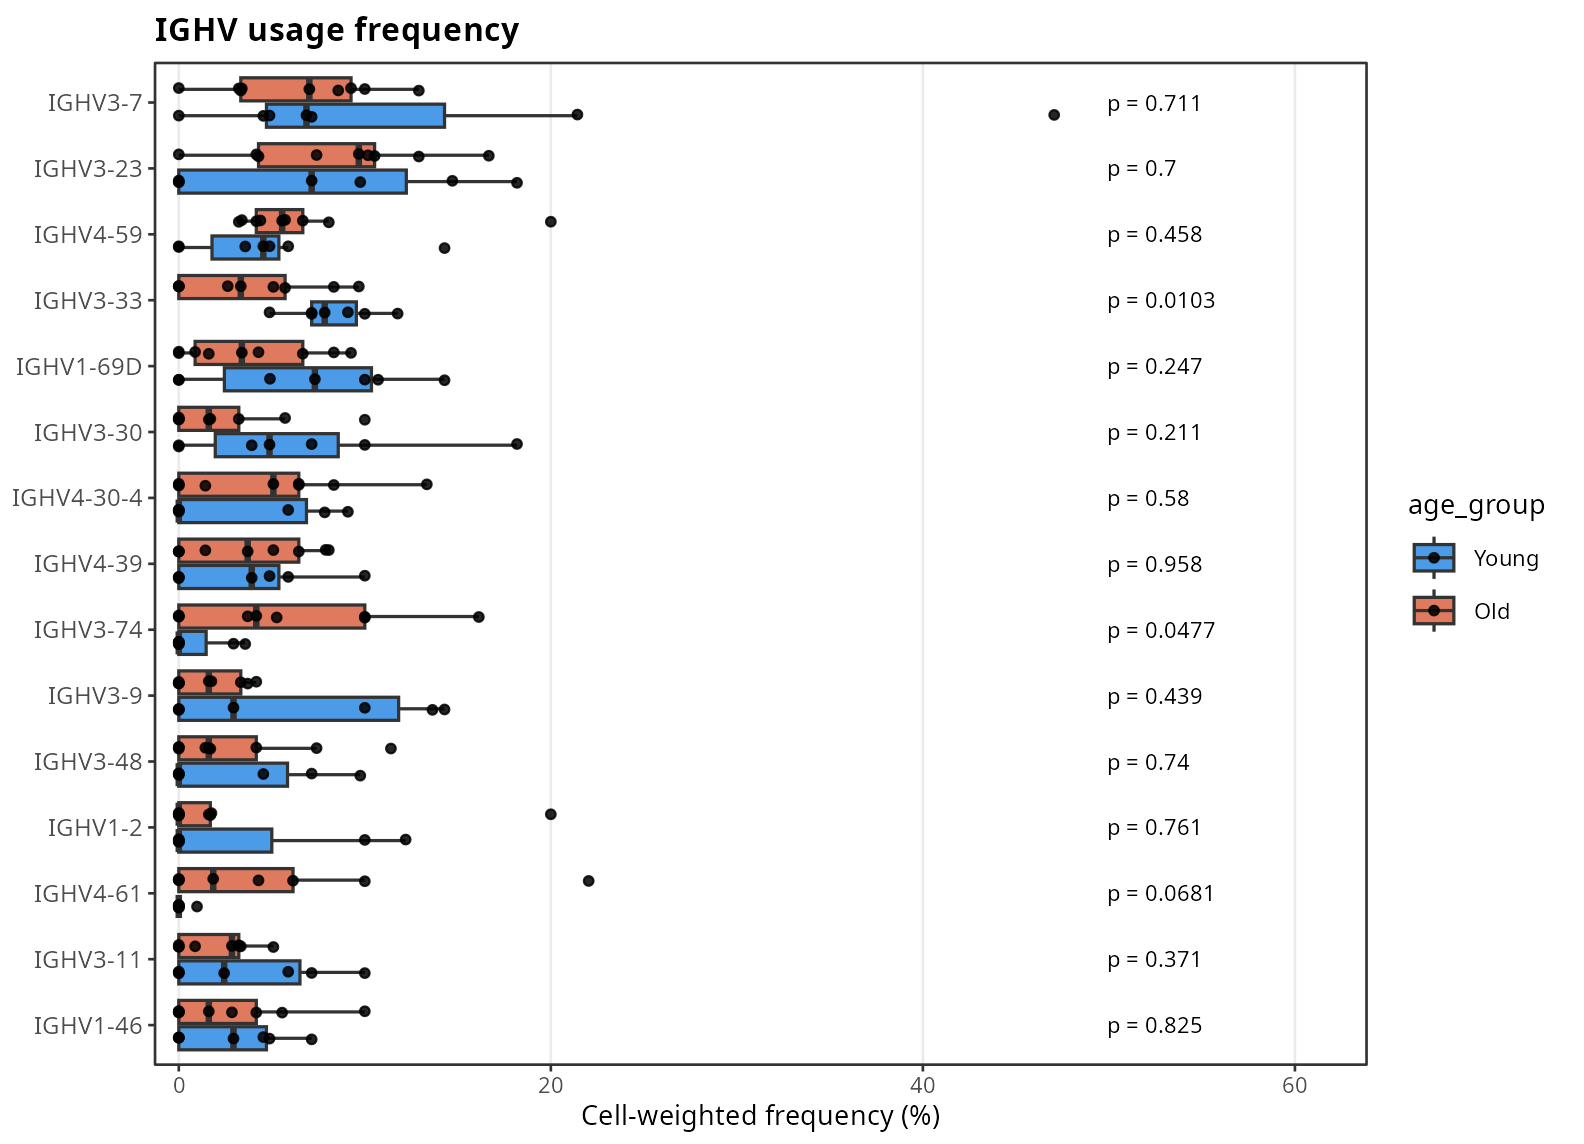 IGHV usage frequency
IGHV3-7 p = 0.711
IGHV3-23 p = 0.7
IGHV4-59 p = 0.458
IGHV3-33 p = 0.0103
IGHV1-69D p = 0.247
IGHV3-30 p = 0.211
IGHV4-30-4 p = 0.58
IGHV4-39 p = 0.958
IGHV3-74 p = 0.0477
IGHV3-9 p = 0.439
IGHV3-48 p = 0.74
IGHV1-2 p = 0.761
IGHV4-61 p = 0.0681
IGHV3-11 p = 0.371
IGHV1-46 p = 0.825
0 20 40 60
Cell-weighted frequency (%)
age_group
Young
Old